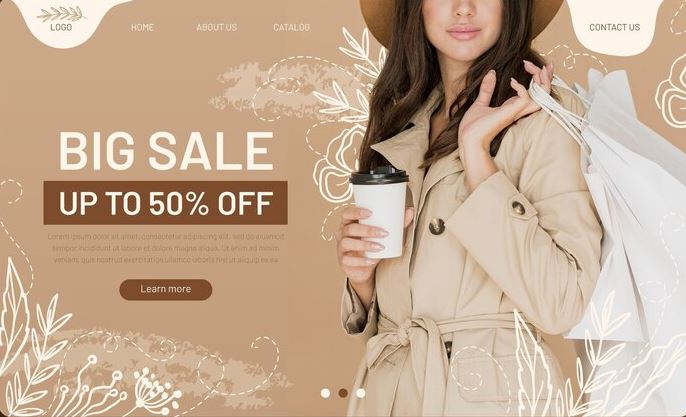 LOGO
HOME
ABOUT US
CATALOG
CONTACT US
BIG SALE
UP TO 50% OFF
Lorem ipsum dolor sit amet, consectetur adipiscing elit, sed do eiusmod
tempor incididunt ut labore et dolore magna aliqua. Ut enim ad minim
veniam, quis nostrud exercitation ullamco laboris nisi ut aliquip ex ea
Learn more